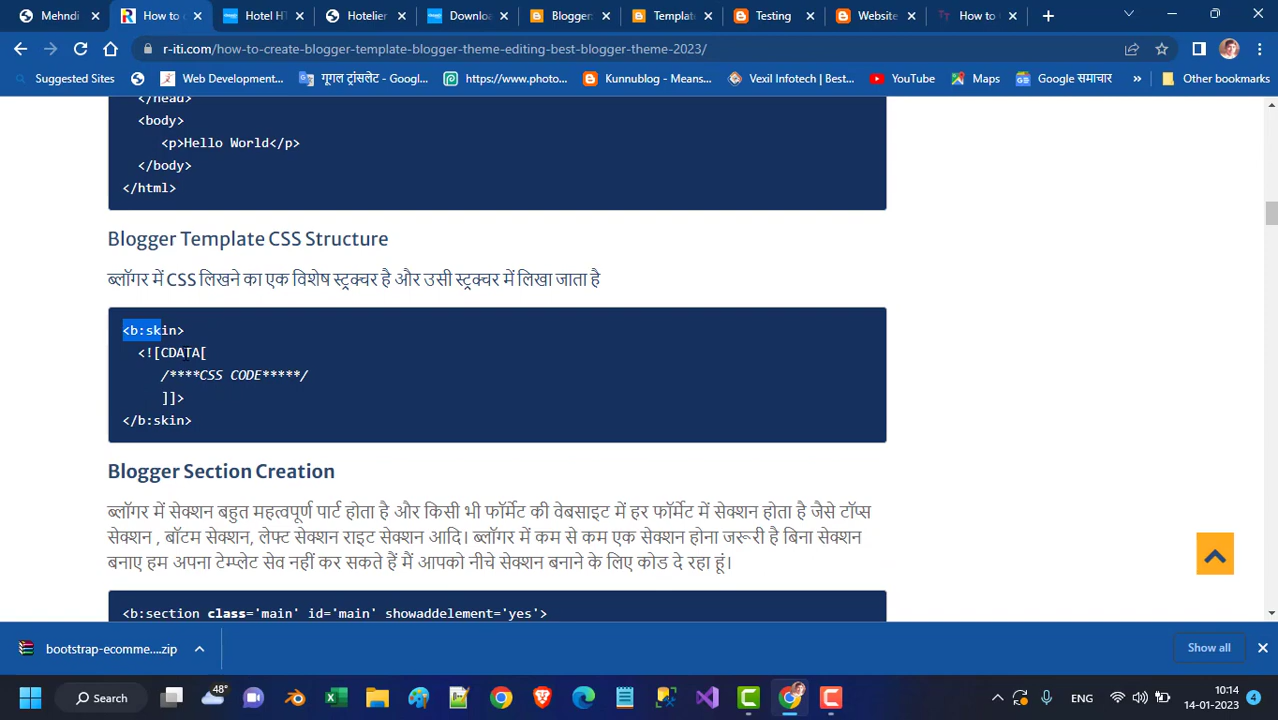 Mehndi
How to c
Hotel HT
Hotelier
Downloa
Blogger:
Templat
Testing
Website
How to
r-iti.com/how-to-create-blogger-template-blogger-theme-editing-best-blogger-theme-2023/
Suggested Sites
Web Development...
गूगल ट्रांसलेट - Googl...
https://www.photo...
Kunnublog - Means...
Vexil Infotech | Best...
YouTube
Maps
Google समाचार
»
Other bookmarks
</head>
<body>
<p>Hello World</p>
</body>
</html>
Blogger Template CSS Structure
ब्लॉगर में CSS लिखने का एक विशेष स्ट्रक्चर है और उसी स्ट्रक्चर में लिखा जाता है
<b:skin>
<![CDATA[
/****CSS CODE*****/
]]>
</b:skin>
Blogger Section Creation
ब्लॉगर में सेक्शन बहुत महत्वपूर्ण पार्ट होता है और किसी भी फॉर्मेट की वेबसाइट में हर फॉर्मेट में सेक्शन होता है जैसे टॉप्स
सेक्शन , बॉटम सेक्शन, लेफ्ट सेक्शन राइट सेक्शन आदि। ब्लॉगर में कम से कम एक सेक्शन होना जरूरी है बिना सेक्शन
बनाए हम अपना टेम्प्लेट सेव नहीं कर सकते हैं मैं आपको नीचे सेक्शन बनाने के लिए कोड दे रहा हूं।
<b:section class='main' id='main' showaddelement='yes'>
bootstrap-ecomme....zip
Show all
Search
48°
ENG
10:14
14-01-2023
4